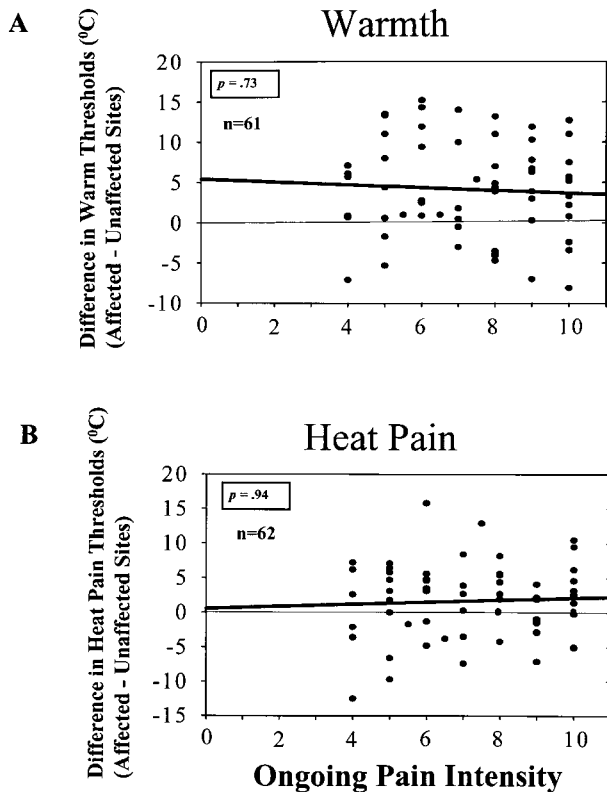 A
Warmth
Difference in Warm Thresholds (⁰C)
(Affected - Unaffected Sites)
20
15
10
5
0
-5
-10
p = .73
n=61
0 2 4 6 8 10
B
Heat Pain
Difference in Heat Pain Thresholds (⁰C)
(Affected - Unaffected Sites)
20
15
10
5
0
-5
-10
-15
p = .94
n=62
0 2 4 6 8 10
Ongoing Pain Intensity